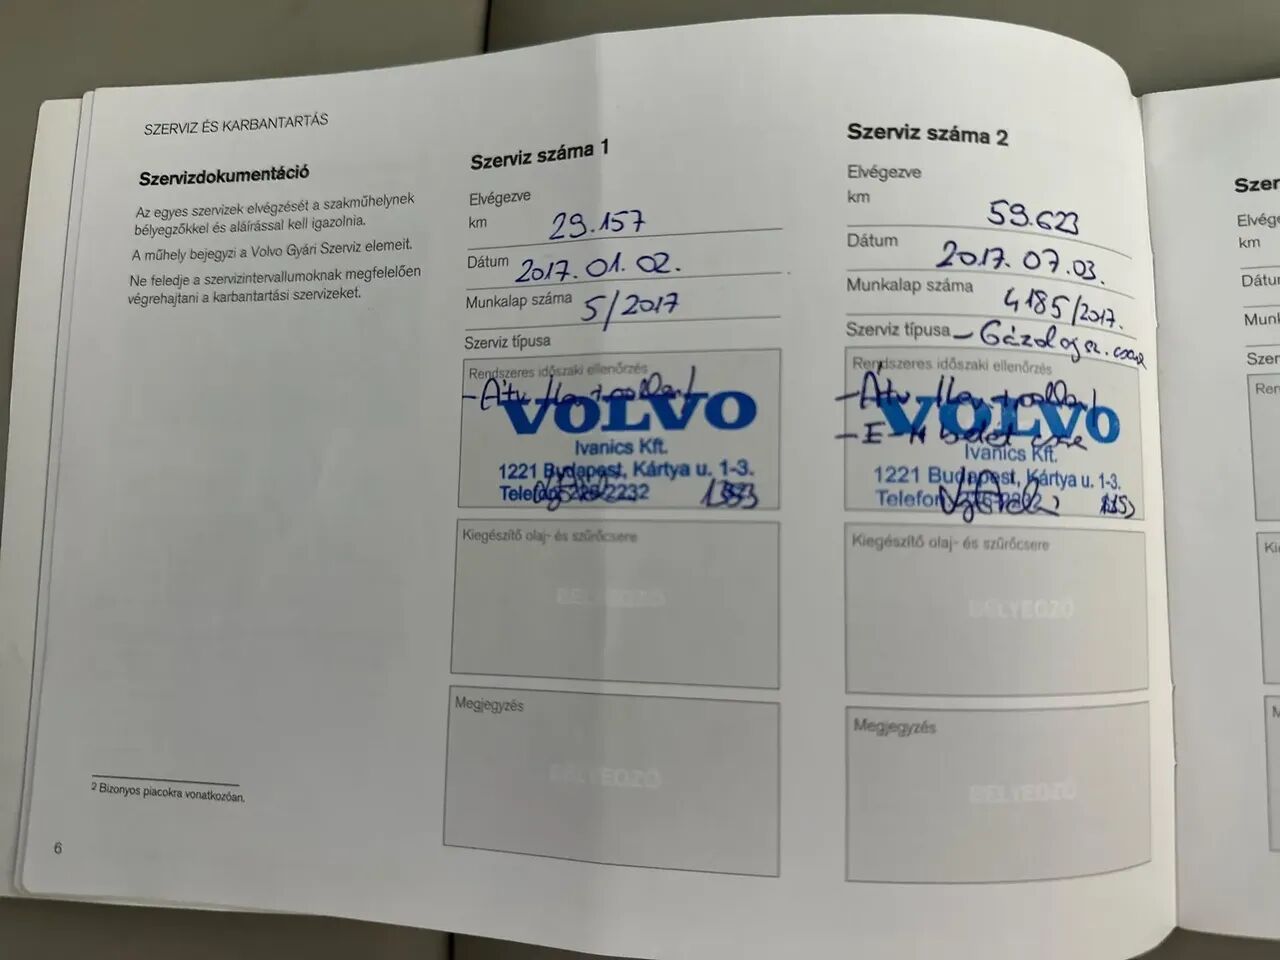 SZERVIZ ÉS KARBANTARTÁS
Szervizdokumentáció
Az egyes szervizek elvégzését a szakműhelynek
bélyegzőkkel és aláírással kell igazolnia.
A műhely bejegyzi a Volvo Gyári Szerviz elemeit.
Ne feledje a szervizintervallumoknak megfelelően
végrehajtani a karbantartási szervizeket.
2 Bizonyos piacokra vonatkozóan.
6
Szerviz száma 1
Elvégezve
km 29.157
Dátum 2017.01.02.
Munkalap száma 5/2017
Szerviz típusa
Rendszeres időszaki ellenőrzés
VOLVO
Ivanics Kft.
1221 Budapest, Kártya u. 1-3.
Kiegészítő olaj- és szűrőcsere
BÉLYEGZŐ
Megjegyzés
BÉLYEGZŐ
Szerviz száma 2
Elvégezve
km 59.623
Dátum 2017.07.03.
Munkalap száma 4185/2017.
Szerviz típusa
Rendszeres időszaki ellenőrzés
VOLVO
Ivanics Kft.
1221 Budapest, Kártya u. 1-3.
Telefon
Kiegészítő olaj- és szűrőcsere
BÉLYEGZŐ
Megjegyzés
BÉLYEGZŐ
km